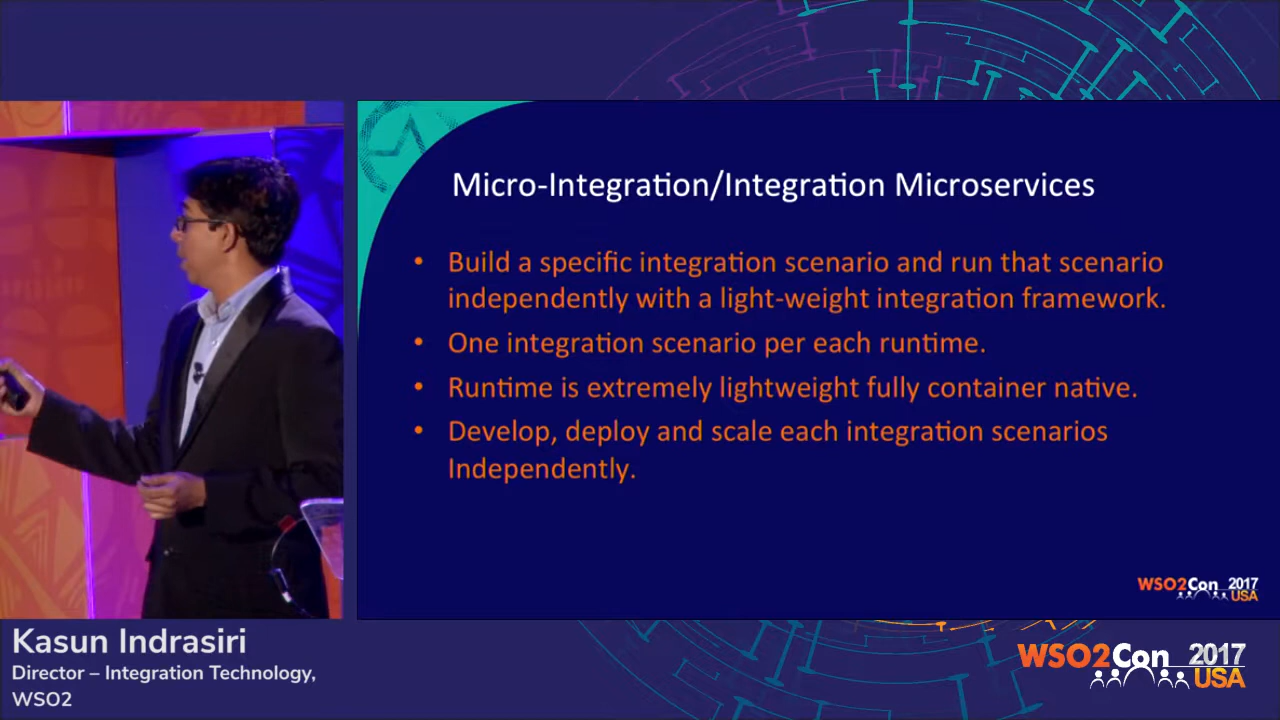 Micro-Integration/Integration Microservices
• Build a specific integration scenario and run that scenario
independently with a light-weight integration framework.
• One integration scenario per each runtime.
• Runtime is extremely lightweight fully container native.
• Develop, deploy and scale each integration scenarios
Independently.
WSO2Con 2017
USA
Kasun Indrasiri
Director – Integration Technology,
WSO2
WSO2Con 2017
USA